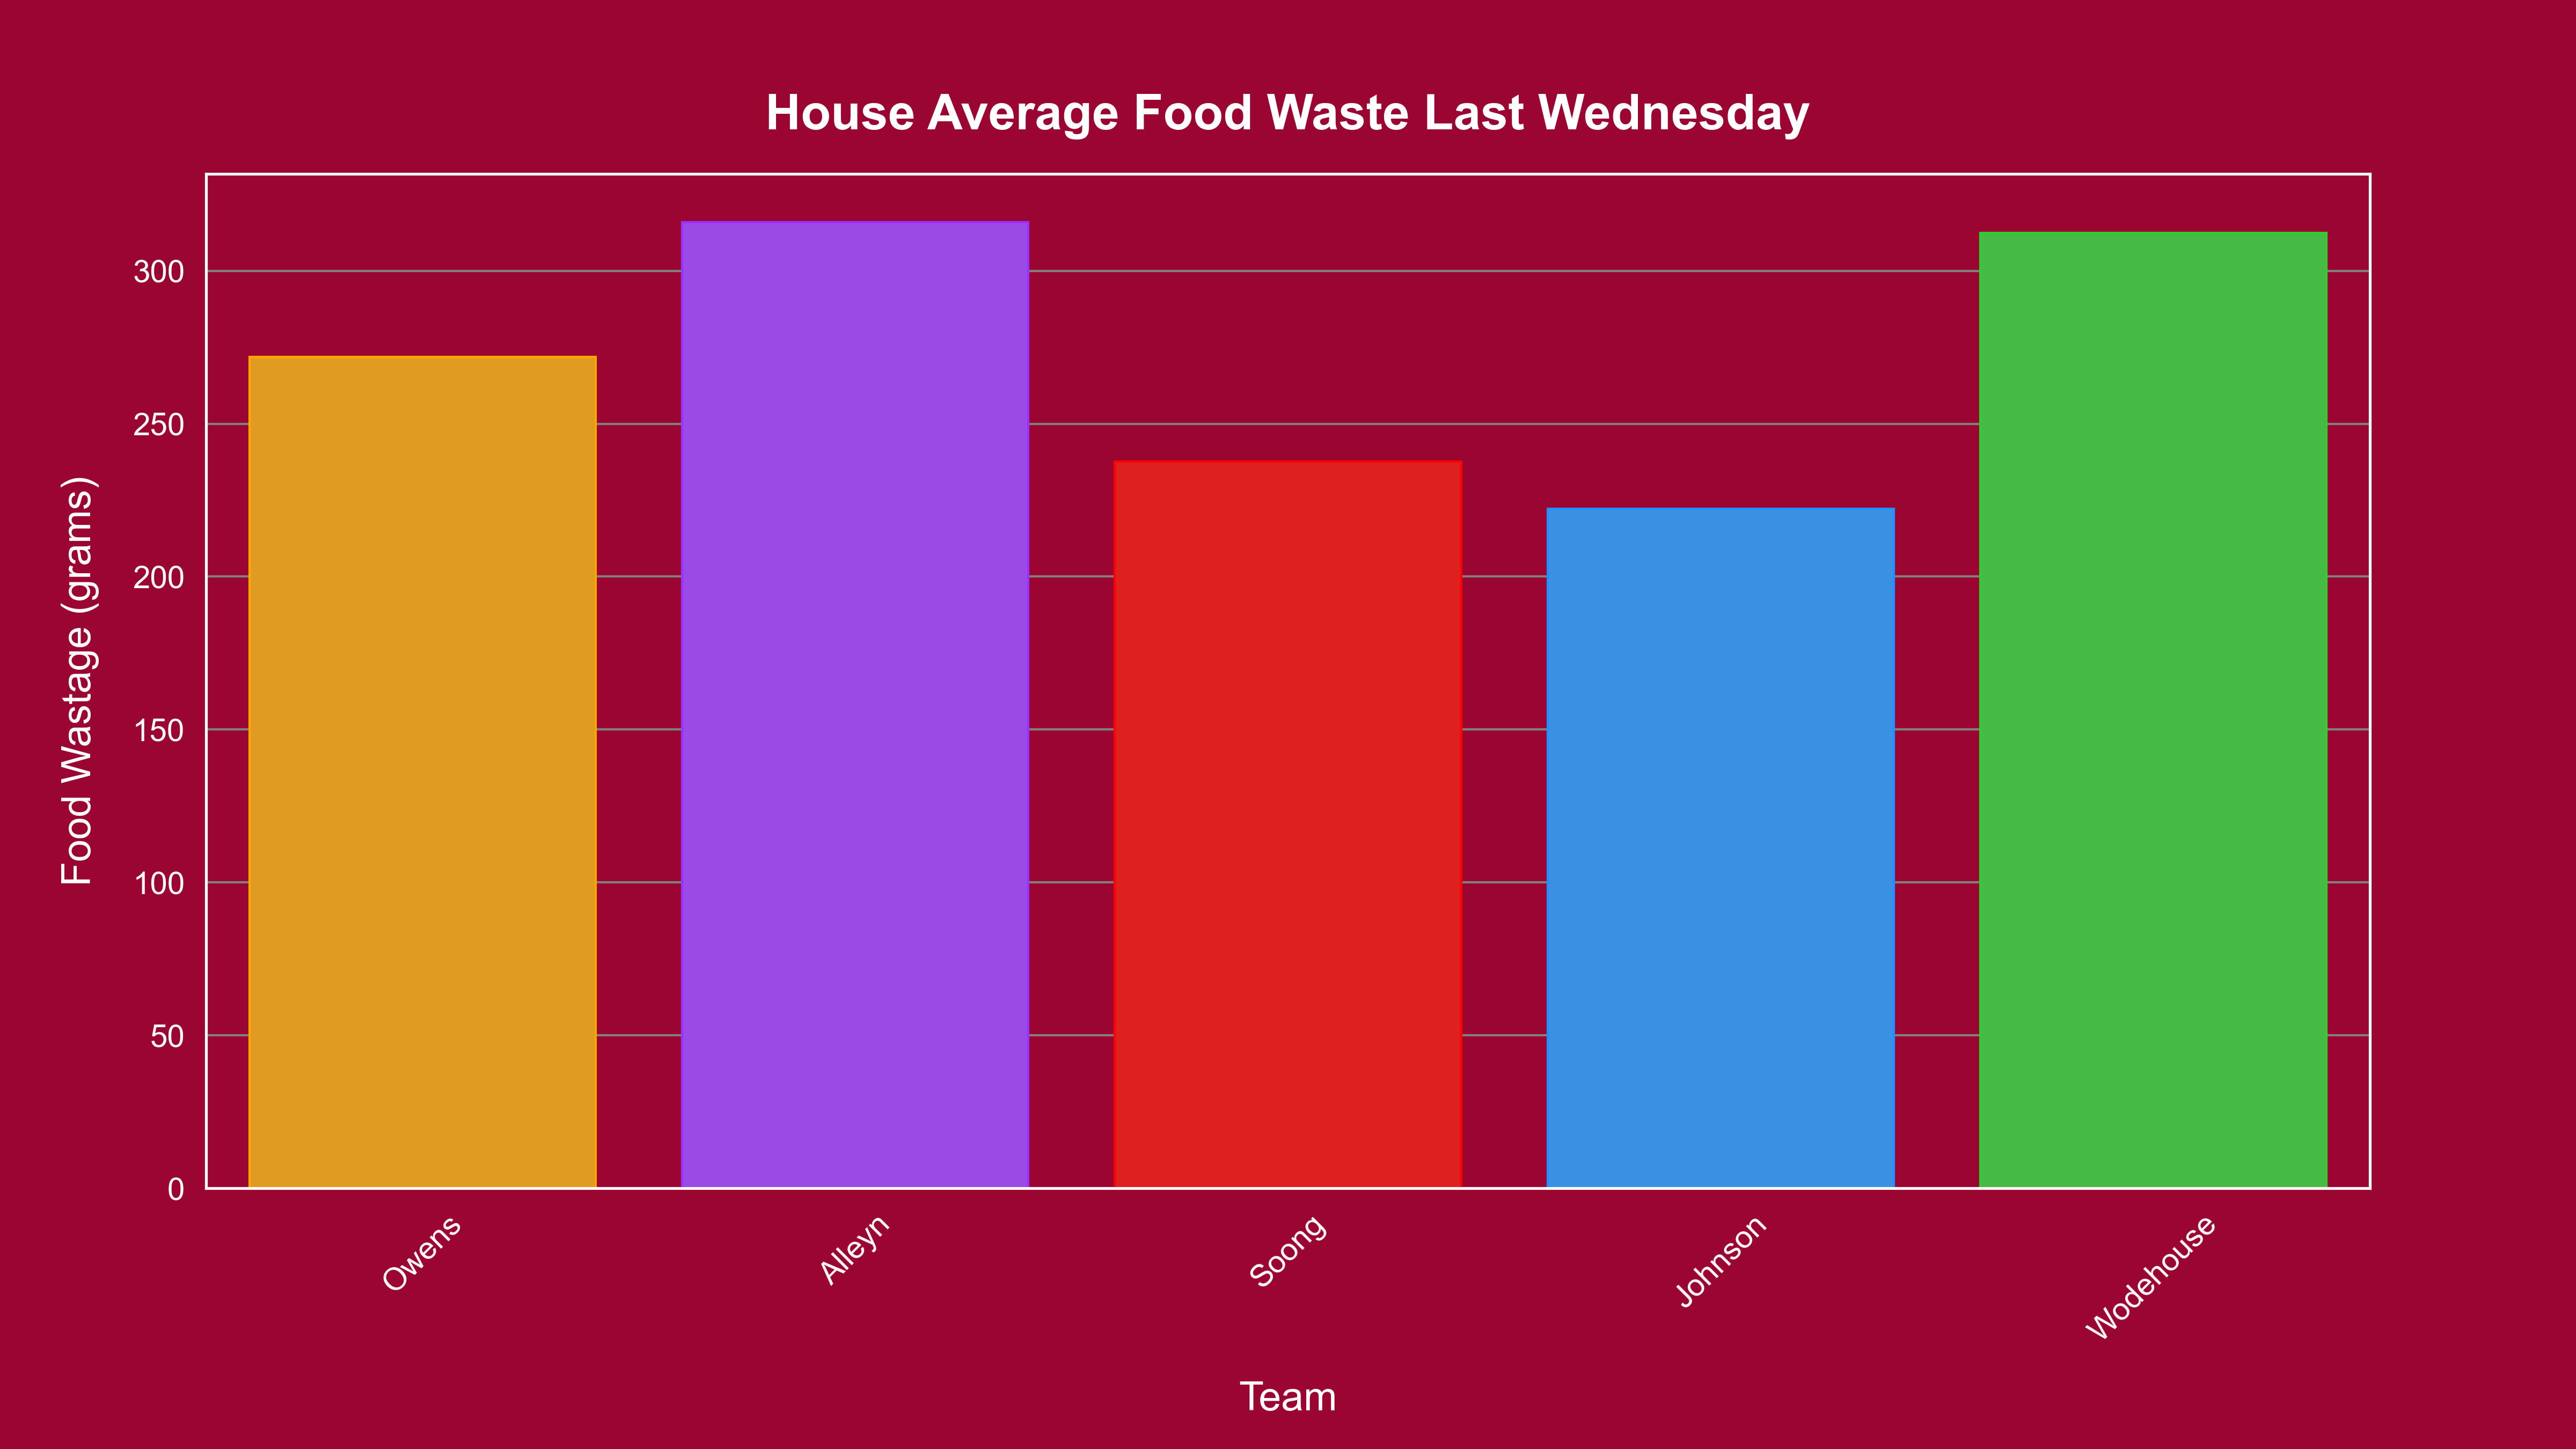 House Average Food Waste Last Wednesday
Food Wastage (grams)
300
250
200
150
100
50
0
Owens
Alleyn
Soong
Johnson
Wodehouse
Team